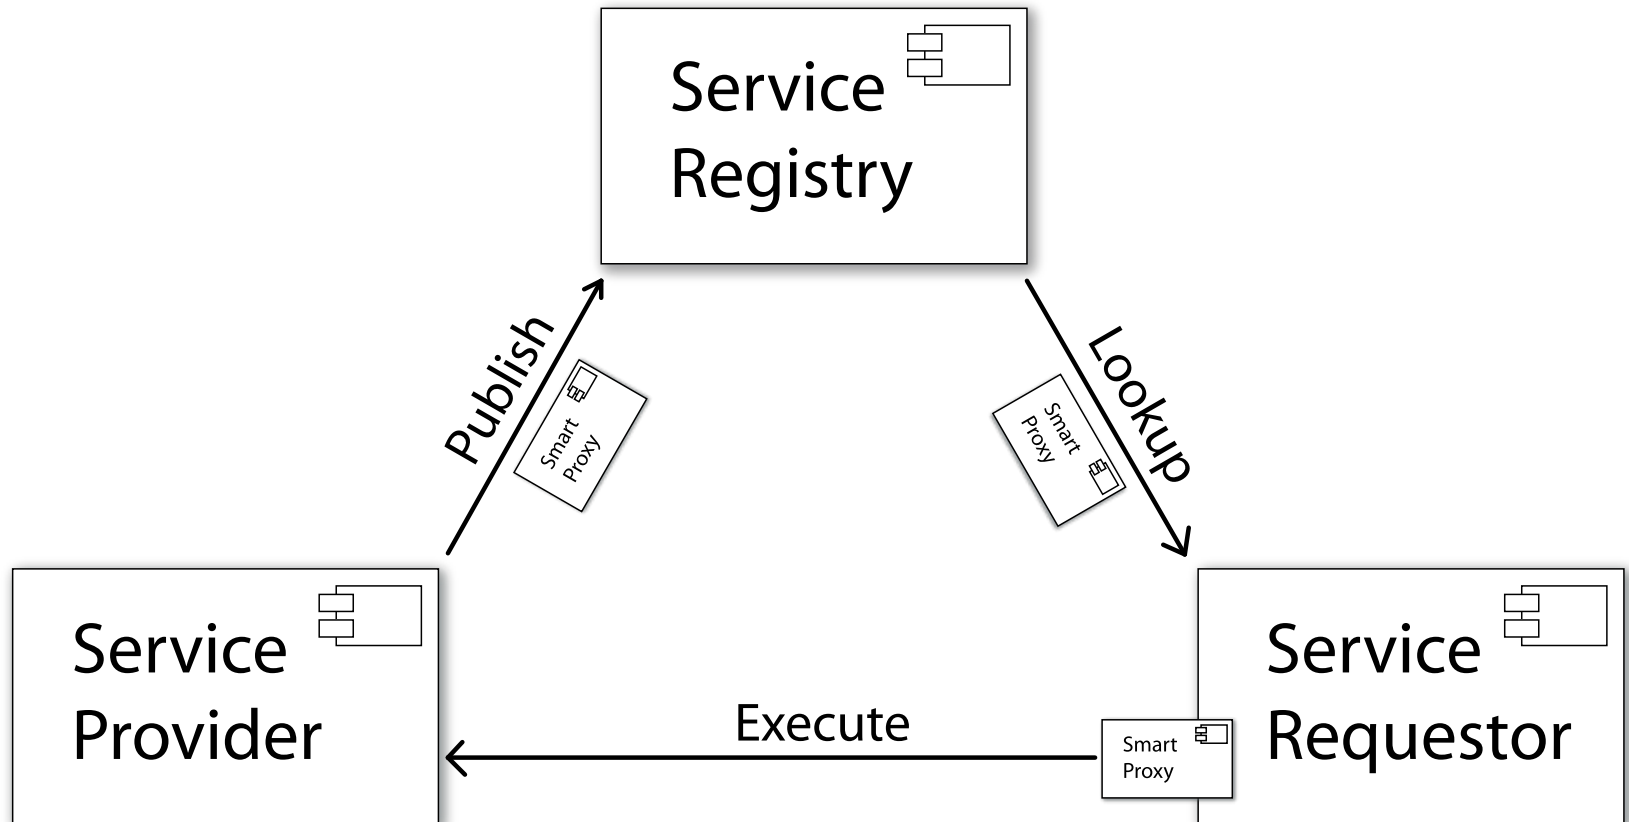 Service
Registry
Publish
Smart
Proxy
Lookup
Smart
Proxy
Service
Provider
Execute
Smart
Proxy
Service
Requestor